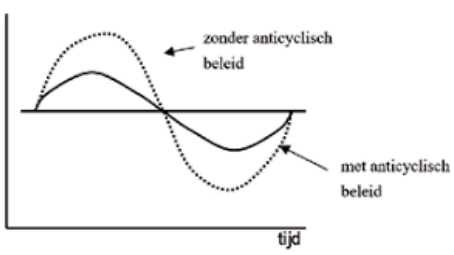 zonder anticyclisch
beleid
met anticyclisch
beleid
tijd